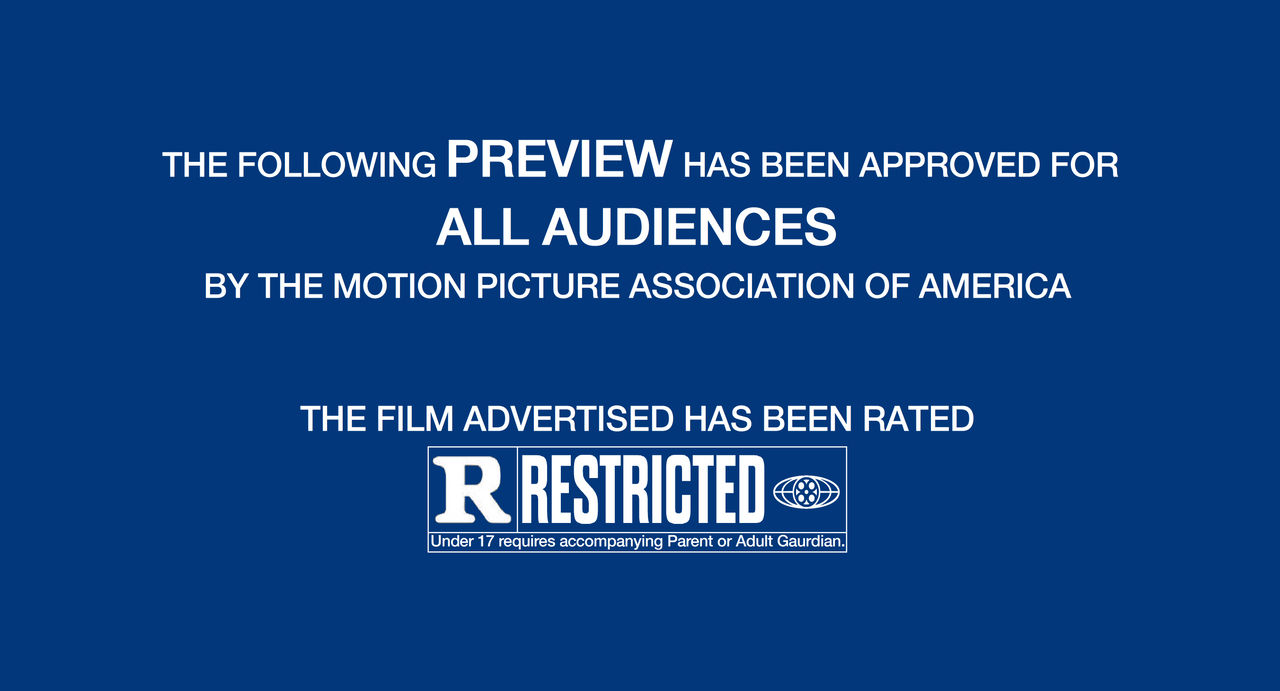 THE FOLLOWING PREVIEW HAS BEEN APPROVED FOR
ALL AUDIENCES
BY THE MOTION PICTURE ASSOCIATION OF AMERICA
THE FILM ADVERTISED HAS BEEN RATED
R RESTRICTED
Under 17 requires accompanying Parent or Adult Gaurdian.